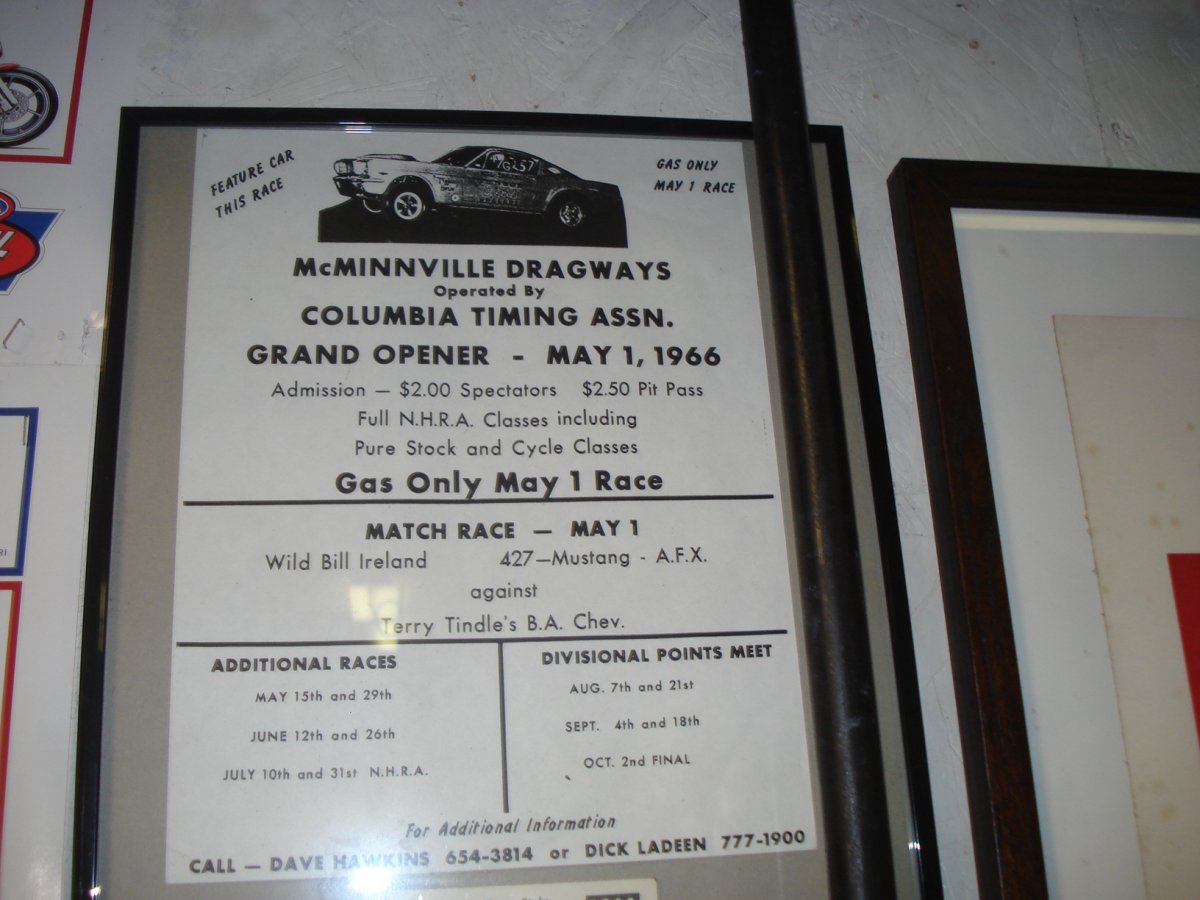 FEATURE CAR
THIS RACE
GAS ONLY
MAY 1 RACE
McMINNVILLE DRAGWAYS
Operated By
COLUMBIA TIMING ASSN.
GRAND OPENER - MAY 1, 1966
Admission — $2.00 Spectators $2.50 Pit Pass
Full N.H.R.A. Classes including
Pure Stock and Cycle Classes
Gas Only May 1 Race
MATCH RACE — MAY 1
Wild Bill Ireland 427—Mustang - A.F.X.
against
Terry Tindle's B.A. Chev.
ADDITIONAL RACES
MAY 15th and 29th
JUNE 12th and 26th
JULY 10th and 31st N.H.R.A.
DIVISIONAL POINTS MEET
AUG. 7th and 21st
SEPT. 4th and 18th
OCT. 2nd FINAL
For Additional Information
CALL — DAVE HAWKINS 654-3814 or DICK LADEEN 777-1900